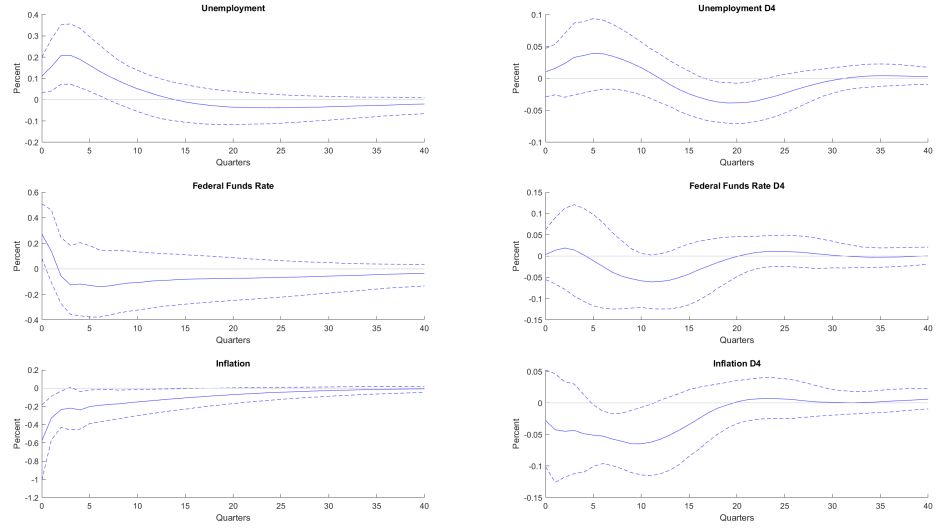 Unemployment
0.4
0.3
0.2
0.1
0
-0.1
-0.2
Percent
0 5 10 15 20 25 30 35 40
Quarters
Unemployment D4
0.1
0.05
0
-0.05
-0.1
Percent
0 5 10 15 20 25 30 35 40
Quarters
Federal Funds Rate
0.6
0.4
0.2
0
-0.2
-0.4
Percent
0 5 10 15 20 25 30 35 40
Quarters
Federal Funds Rate D4
0.15
0.1
0.05
0
-0.05
-0.1
-0.15
Percent
0 5 10 15 20 25 30 35 40
Quarters
Inflation
0.2
0
-0.2
-0.4
-0.6
-0.8
-1
-1.2
Percent
0 5 10 15 20 25 30 35 40
Quarters
Inflation D4
0.05
0
-0.05
-0.1
-0.15
Percent
0 5 10 15 20 25 30 35 40
Quarters